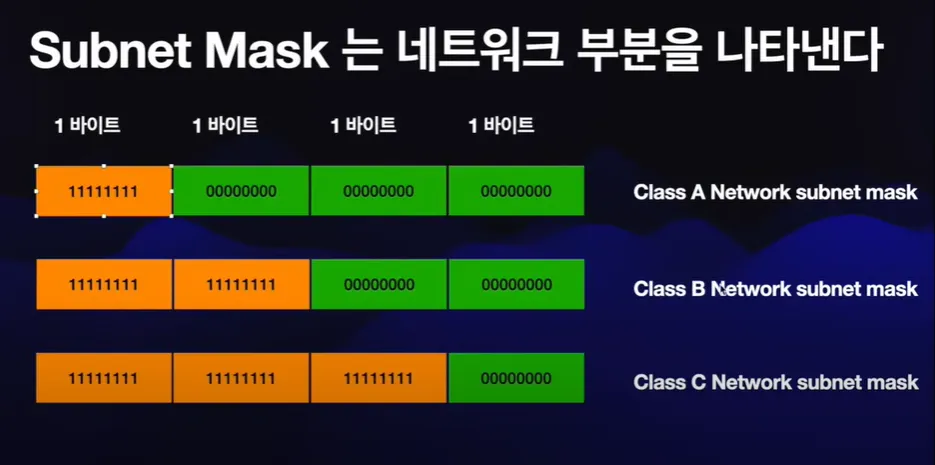 Subnet Mask 는 네트워크 부분을 나타낸다
1 바이트 1 바이트 1 바이트 1 바이트
11111111 00000000 00000000 00000000 Class A Network subnet mask
11111111 11111111 00000000 00000000 Class B Network subnet mask
11111111 11111111 11111111 00000000 Class C Network subnet mask